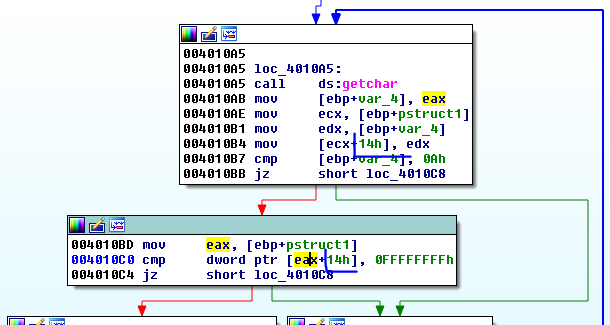 004010A5
004010A5 loc_4010A5:
004010A5 call ds:getchar
004010AB mov [ebp+var_4], eax
004010AE mov ecx, [ebp+pstruct1]
004010B1 mov edx, [ebp+var_4]
004010B4 mov [ecx+14h], edx
004010B7 cmp [ebp+var_4], 0Ah
004010BB jz short loc_4010C8
004010BD mov eax, [ebp+pstruct1]
004010C0 cmp dword ptr [eax+14h], 0FFFFFFFFh
004010C4 jz short loc_4010C8